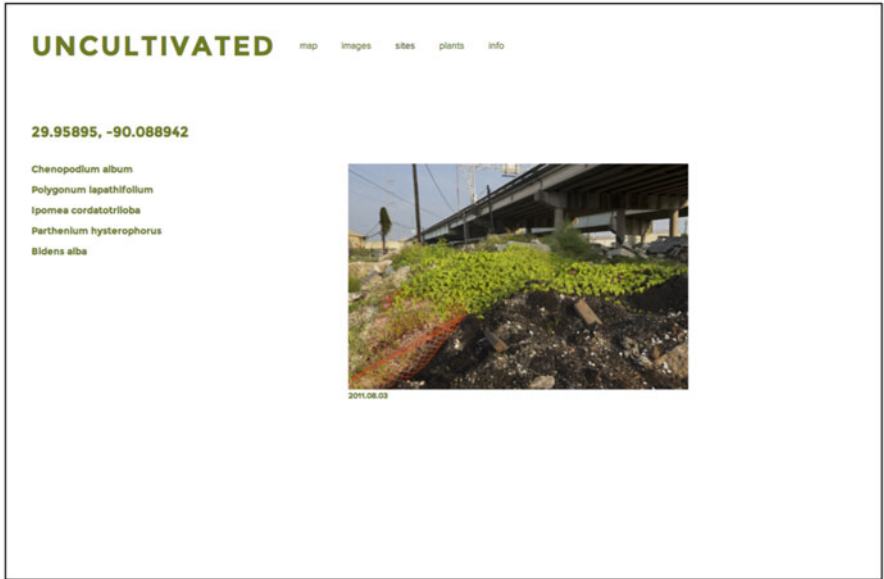 UNCULTIVATED map images sites plants info
29.95895, -90.088942
Chenopodium album
Polygonum lapathifolium
Ipomea cordatotriloba
Parthenium hysterophorus
Bidens alba
2011.08.03